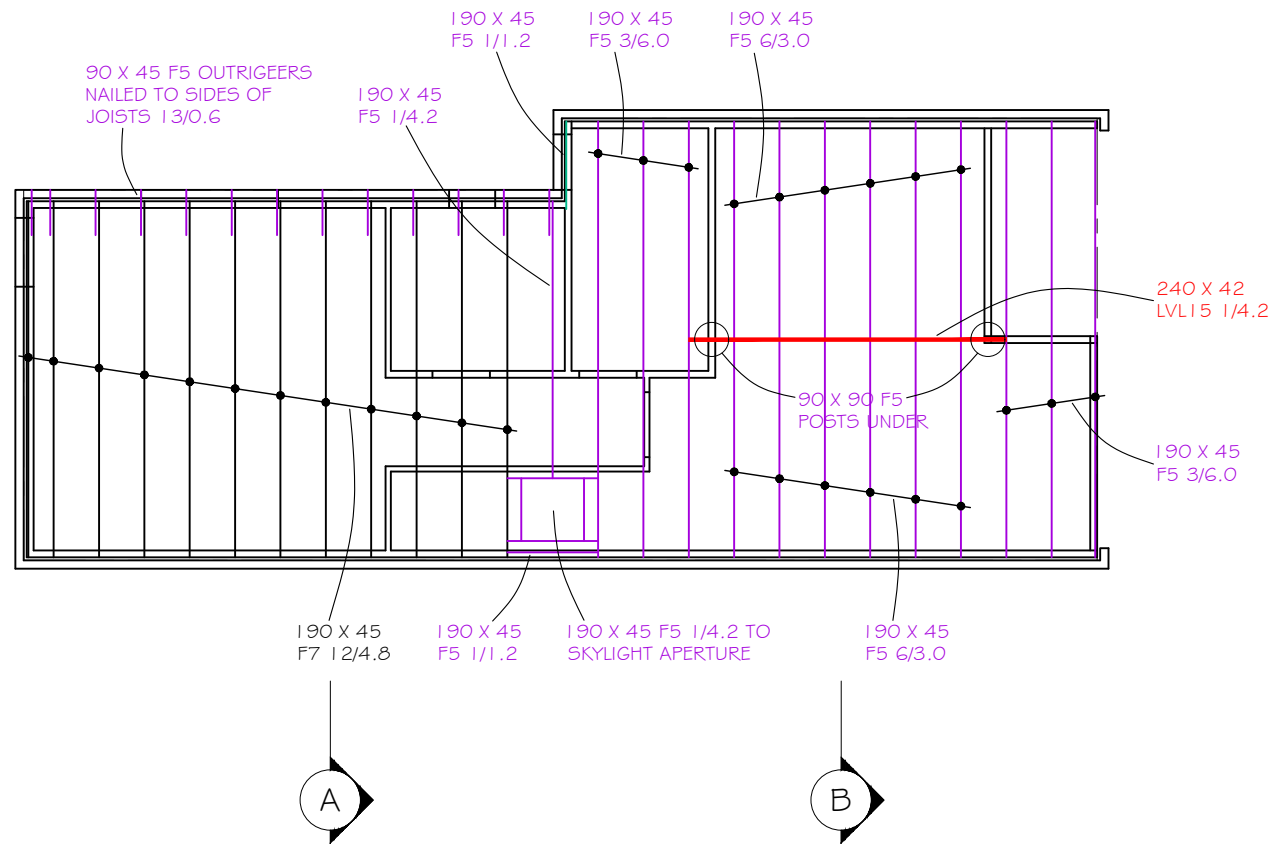 190 X 45
F5 1/1.2
190 X 45
F5 3/6.0
190 X 45
F5 6/3.0
90 X 45 F5 OUTRIGEERS
NAILED TO SIDES OF
JOISTS 13/0.6
190 X 45
F5 1/4.2
240 X 42
LVL15 1/4.2
90 X 90 F5
POSTS UNDER
190 X 45
F5 3/6.0
190 X 45
F7 12/4.8
190 X 45
F5 1/1.2
190 X 45 F5 1/4.2 TO
SKYLIGHT APERTURE
190 X 45
F5 6/3.0
A
B